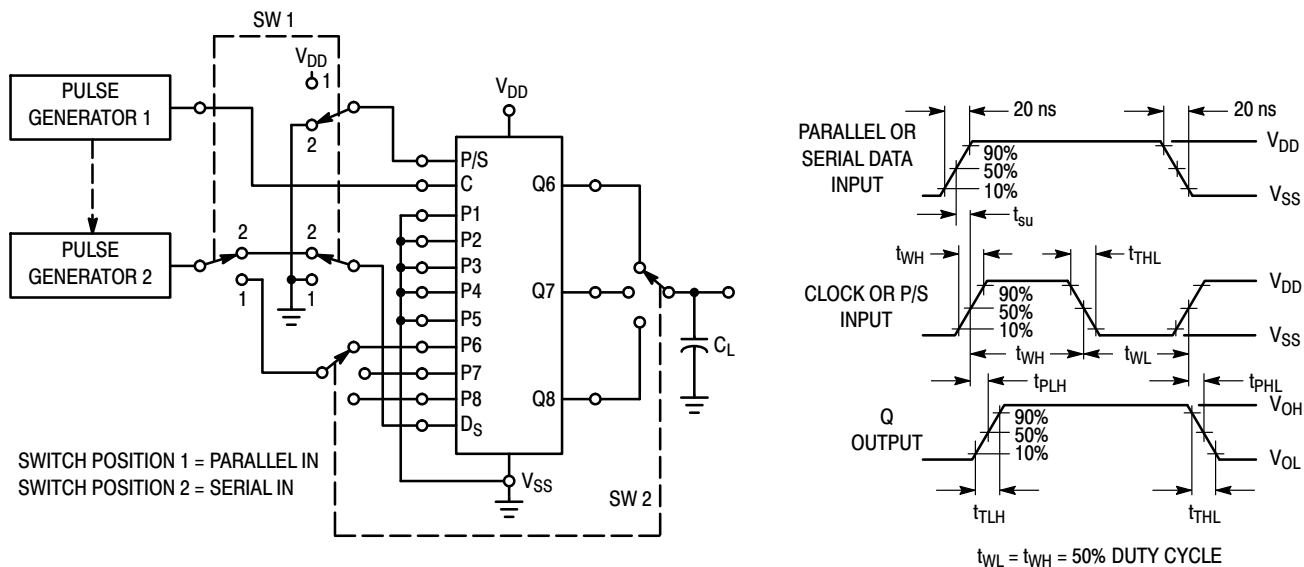 SW 1
V_DD
1
PULSE
GENERATOR 1
V_DD
2
P/S
C
Q6
P1
P2
P3
P4
P5
P6
P7
P8
D_S
Q7
Q8
PULSE
GENERATOR 2
2
2
1
1
C_L
V_SS
SW 2
SWITCH POSITION 1 = PARALLEL IN
SWITCH POSITION 2 = SERIAL IN
20 ns
20 ns
PARALLEL OR
SERIAL DATA
INPUT
90%
50%
10%
V_DD
V_SS
t_su
t_WH
t_THL
CLOCK OR P/S
INPUT
90%
50%
10%
V_DD
V_SS
t_WH
t_WL
t_PLH
t_PHL
Q
OUTPUT
90%
50%
10%
V_OH
V_OL
t_TLH
t_THL
t_WL = t_WH = 50% DUTY CYCLE